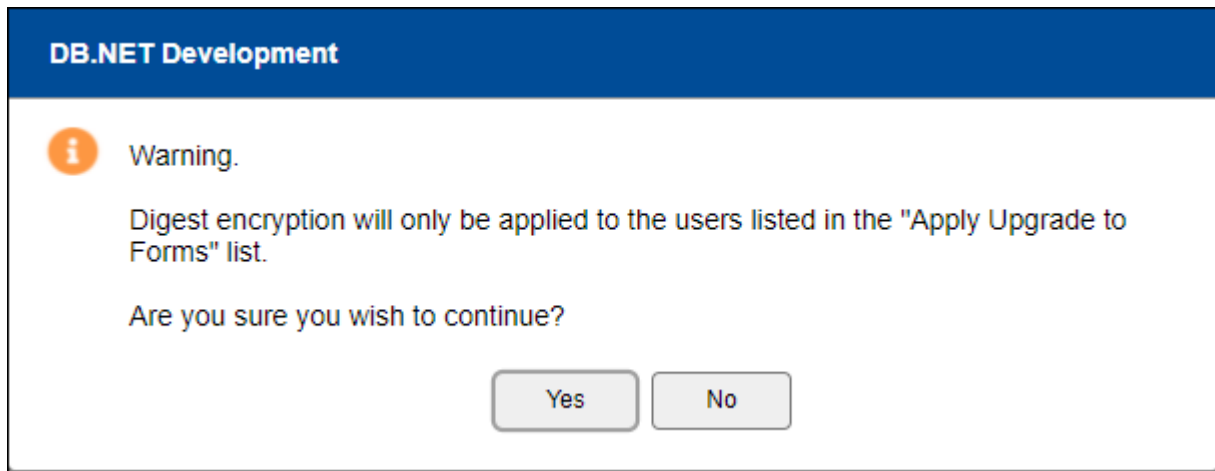 DB.NET Development
Warning.
Digest encryption will only be applied to the users listed in the "Apply Upgrade to
Forms" list.
Are you sure you wish to continue?
Yes No